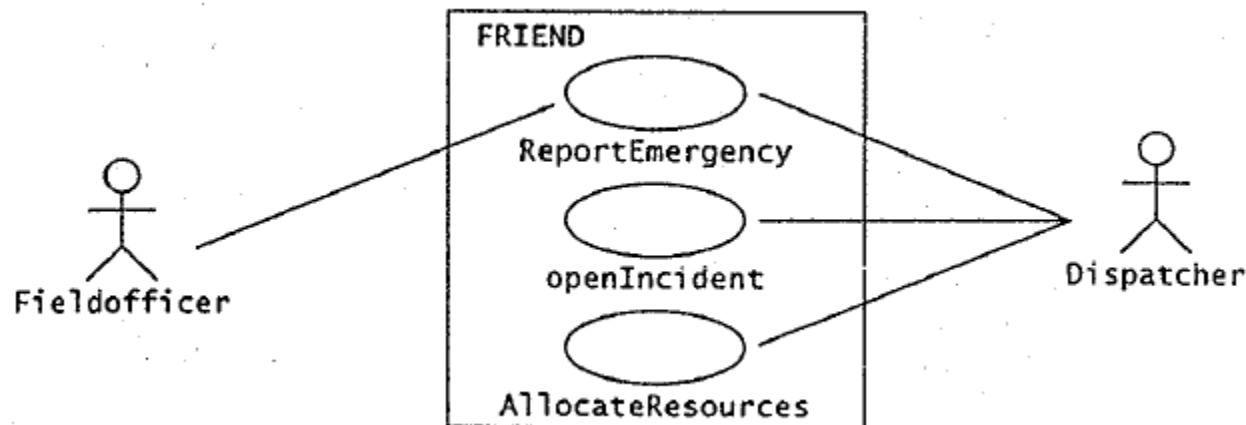 FRIEND
ReportEmergency
openIncident
Fieldofficer
Dispatcher
AllocateResources